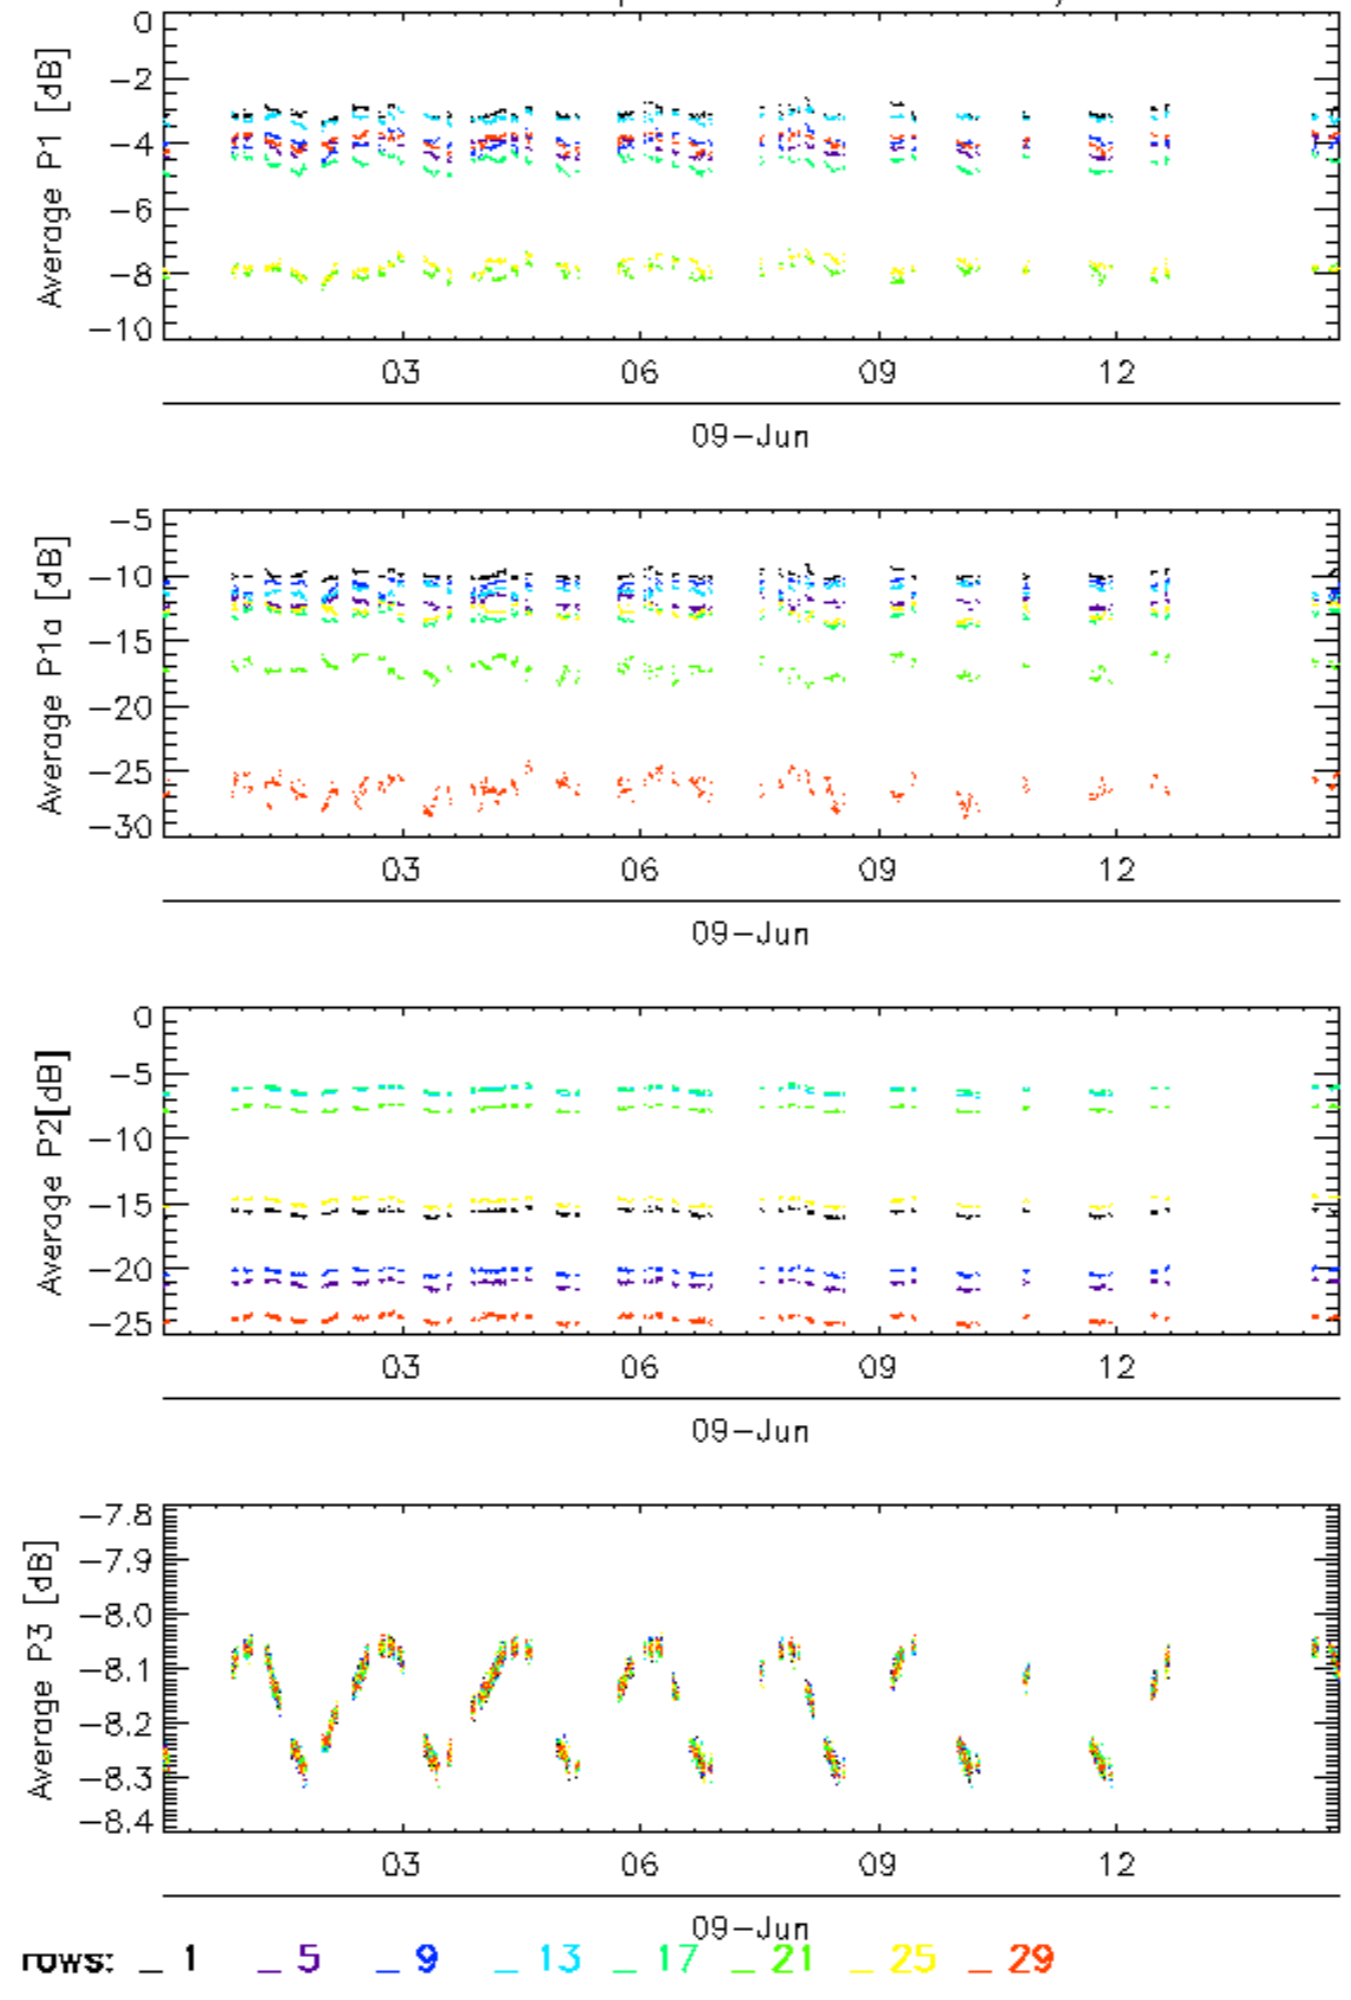 0
−2
−4
−6
−8
−10
Average P1 [dB]
03 06 09 12
09−Jun
−5
−10
−15
−20
−25
−30
Average P1a [dB]
03 06 09 12
09−Jun
0
−5
−10
−15
−20
−25
Average P2[dB]
03 06 09 12
09−Jun
−7.8
−7.9
−8.0
−8.1
−8.2
−8.3
−8.4
Average P3 [dB]
03 06 09 12
09−Jun
rows: _ 1 _ 5 _ 9 _ 13 _ 17 _ 21 _ 25 _ 29